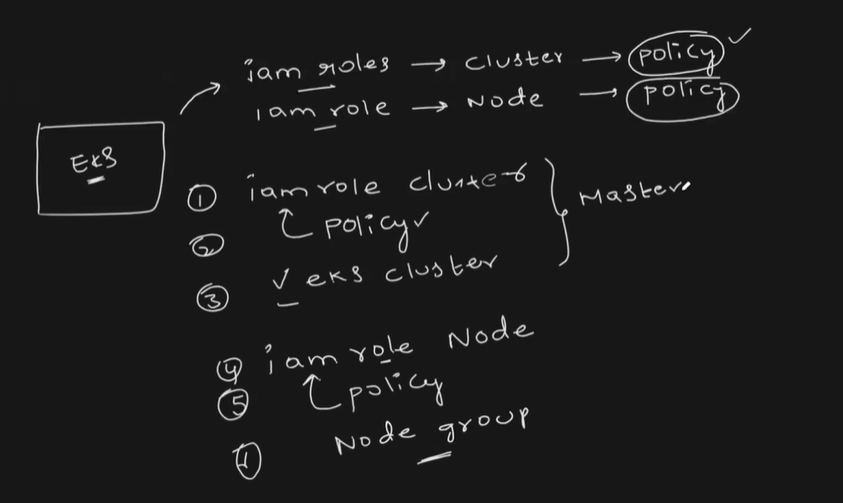 iam roles → cluster → policy ✓
iam role → Node → policy
EKS
① iam role cluster
② policy ✓
Master
③ ✓ eks cluster
④ iam role Node
⑤ policy
Node group